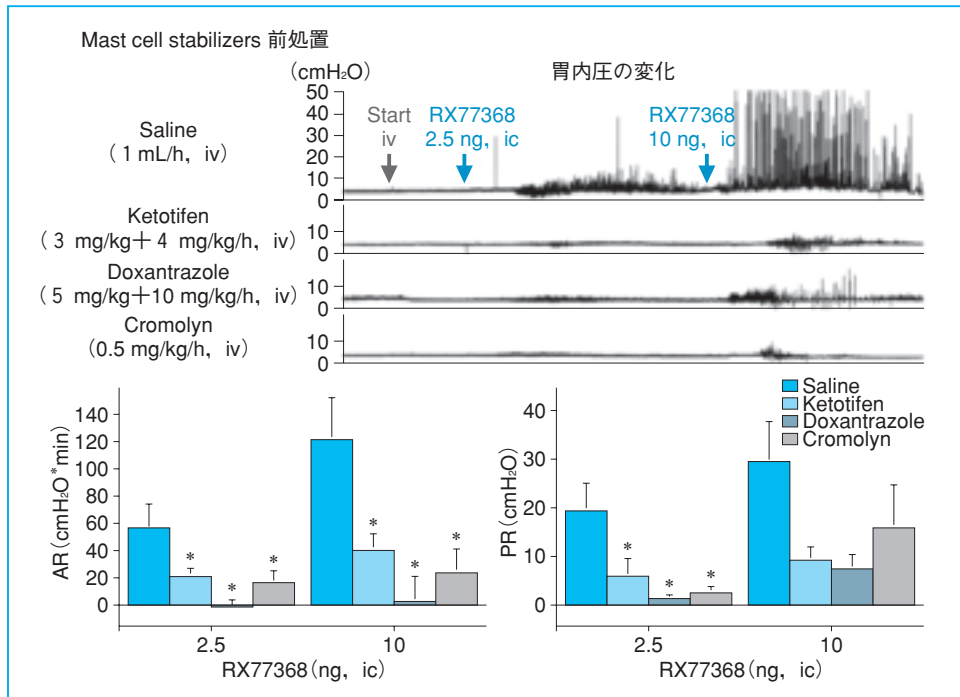 Mast cell stabilizers 前処置
(cmH₂O)
胃内圧の変化
Saline
(1 mL/h, iv)
50
40
30
20
10
0
Start
iv
RX77368
2.5 ng, ic
RX77368
10 ng, ic
Ketotifen
(3 mg/kg＋4 mg/kg/h, iv)
10
0
Doxantrazole
(5 mg/kg＋10 mg/kg/h, iv)
10
0
Cromolyn
(0.5 mg/kg/h, iv)
10
0
AR(cmH₂O*min)
140
120
100
80
60
40
20
0
*
*
*
*
*
*
2.5
10
RX77368(ng, ic)
PR(cmH₂O)
40
30
20
10
0
*
*
*
Saline
Ketotifen
Doxantrazole
Cromolyn
2.5
10
RX77368(ng, ic)